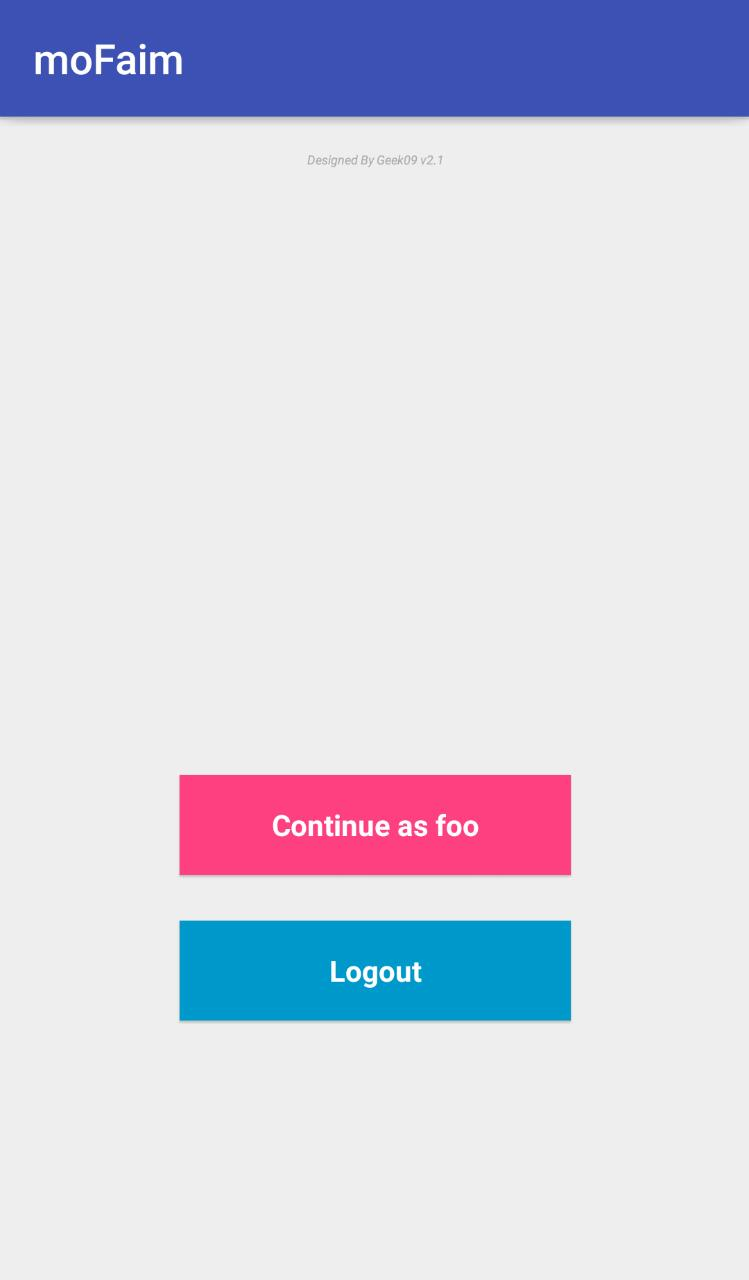 moFaim
Designed By Geek09 v2.1
Continue as foo
Logout